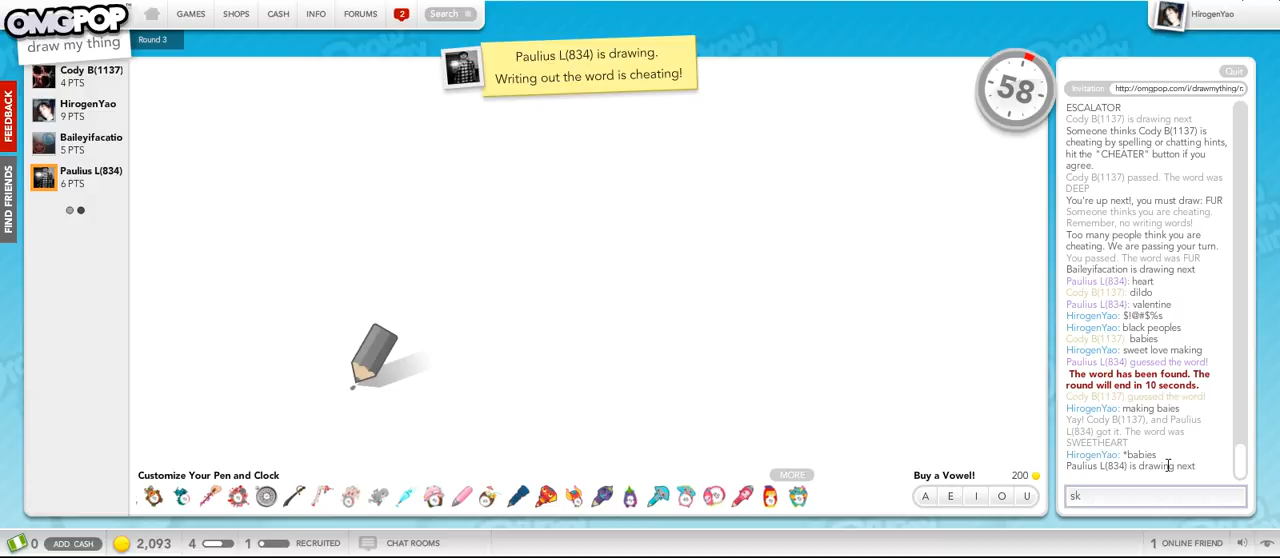 OMGPOP™
draw my thing
GAMES
SHOPS
CASH
INFO
FORUMS
2
Search
HirogenYao
Round 3
FEEDBACK
FIND FRIENDS
Cody B(1137)
4 PTS
HirogenYao
9 PTS
Baileyifacatio
5 PTS
Paulius L(834)
6 PTS
Paulius L(834) is drawing.
Writing out the word is cheating!
58
Quit
Invitation
http://omgpop.com/i/drawmything/r
ESCALATOR
Cody B(1137) is drawing next
Someone thinks Cody B(1137) is
cheating by spelling or chatting hints,
hit the "CHEATER" button if you
agree.
Cody B(1137) passed. The word was
DEEP
You're up next!, you must draw: FUR
Someone thinks you are cheating.
Remember, no writing words!
Too many people think you are
cheating. We are passing your turn.
You passed. The word was FUR
Baileyifacation is drawing next
Paulius L(834): heart
Cody B(1137): dildo
Paulius L(834): valentine
HirogenYao: $!@#$%s
HirogenYao: black peoples
Cody B(1137): babies
HirogenYao: sweet love making
Paulius L(834) guessed the word!
The word has been found. The
round will end in 10 seconds.
Cody B(1137) guessed the word!
HirogenYao: making baies
Yay! Cody B(1137), and Paulius
L(834) got it. The word was
SWEETHEART
HirogenYao: *babies
Paulius L(834) is drawing next
sk
Customize Your Pen and Clock
MORE
Buy a Vowel!
200
A E I O U
0
ADD CASH
2,093
4
1
RECRUITED
CHAT ROOMS
1 ONLINE FRIEND